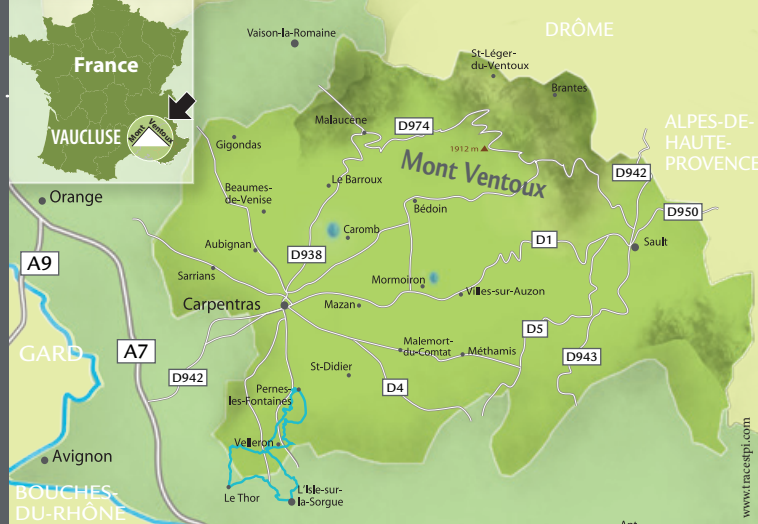 France
VAUCLUSE
Mont Ventoux
DRÔME
Vaison-la-Romaine
St-Léger-
du-Ventoux
Brantes
Malaucène
D974
ALPES-DE-
HAUTE-
PROVENCE
Gigondas
1912 m
Mont Ventoux
D942
Orange
Beaumes-
de-Venise
Le Barroux
Bédoin
D950
Caromb
D1
Sault
Aubignan
D938
A9
Sarrians
Mormoiron
Villes-sur-Auzon
Carpentras
Mazan
D5
GARD
A7
Malemort-
du-Comtat
Méthamis
D943
D942
St-Didier
D4
Pernes-
les-Fontaines
Velleron
Avignon
BOUCHES-
DU-RHÔNE
Le Thor
L'Isle-sur-
la-Sorgue
www.tracestpi.com